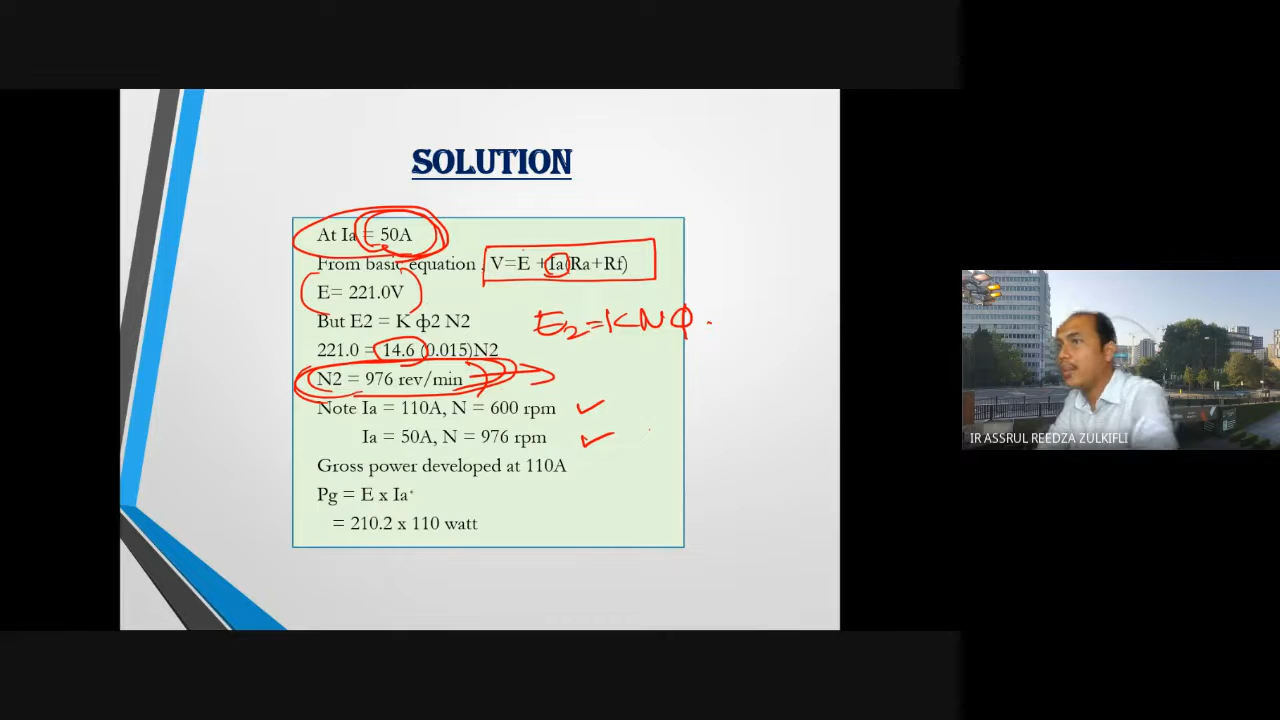 SOLUTION
At Ia = 50A
From basic equation , V=E +Ia(Ra+Rf)
E= 221.0V
But E2 = K ф2 N2
E2=KNΦ.
221.0 = 14.6 (0.015)N2
N2 = 976 rev/min
Note Ia = 110A, N = 600 rpm
Ia = 50A, N = 976 rpm
Gross power developed at 110A
Pg = E x Ia
= 210.2 x 110 watt
IR ASSRUL REEDZA ZULKIFLI